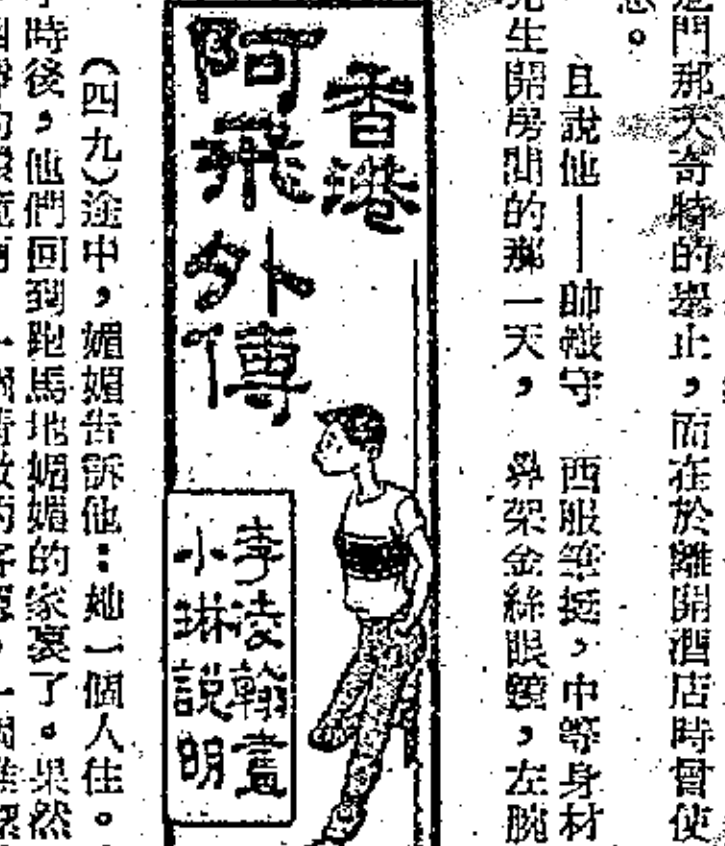 那天奇特的舉止，而在於離開酒店時曾使
且說他——帥
守
西服筆挺，中等身材
先生開房間的那一天，
鼻架金絲眼鏡，左腕
香港
阿飛外傳
李凌翰畫
小琳說明
（四九）途中，媚媚告訴他：她一個人住。
時後，他們回到跑馬地媚媚的家裏了。果然